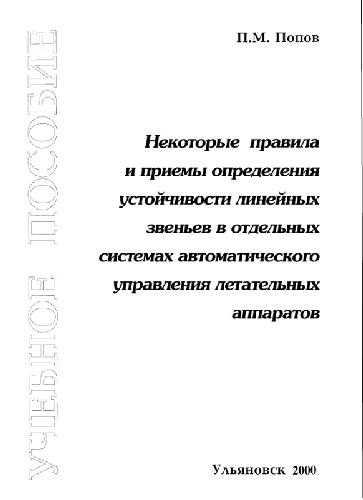 П.М. Попов
УЧЕБНОЕ ПОСОБИЕ
Некоторые правила
и приемы определения
устойчивости линейных
звеньев в отдельных
системах автоматического
управления летательных
аппаратов
Ульяновск 2000